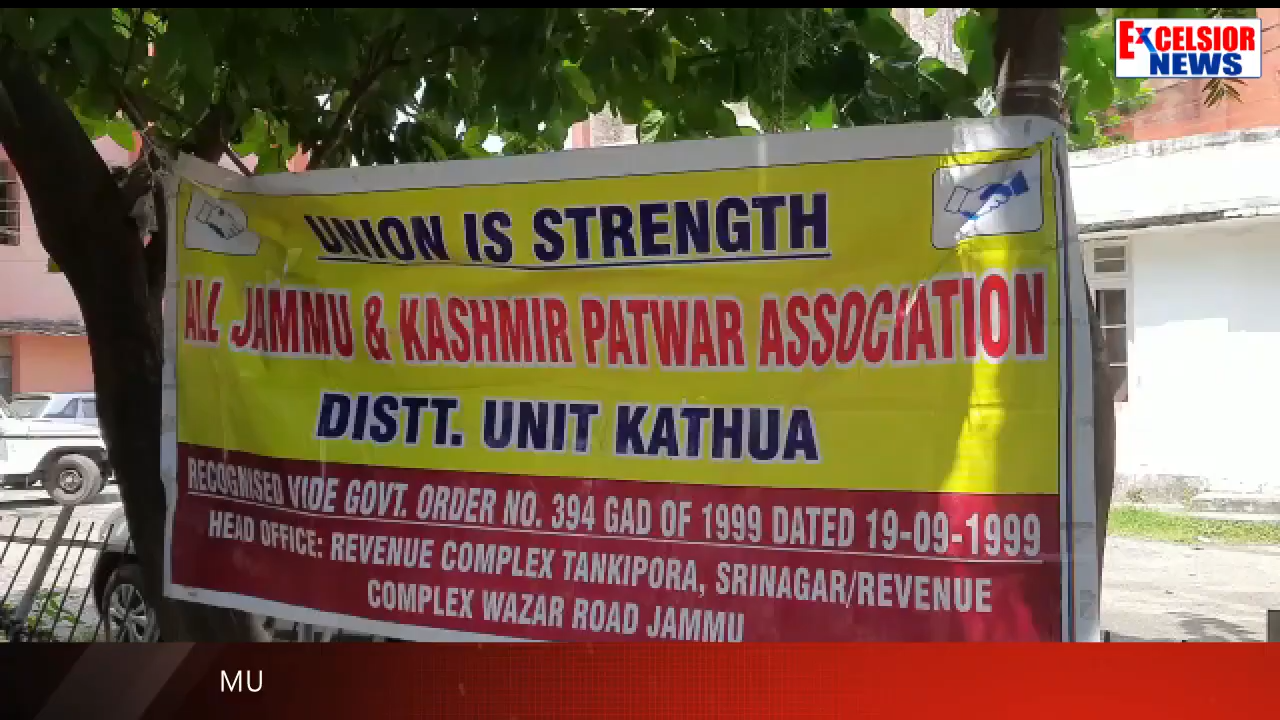 EXCELSIOR
NEWS
UNION IS STRENGTH
ALL JAMMU & KASHMIR PATWAR ASSOCIATION
DISTT. UNIT KATHUA
RECOGNISED VIDE GOVT. ORDER NO. 394 GAD OF 1999 DATED 19-09-1999
HEAD OFFICE: REVENUE COMPLEX TANKIPORA, SRINAGAR/REVENUE
COMPLEX WAZAR ROAD JAMMU
MU